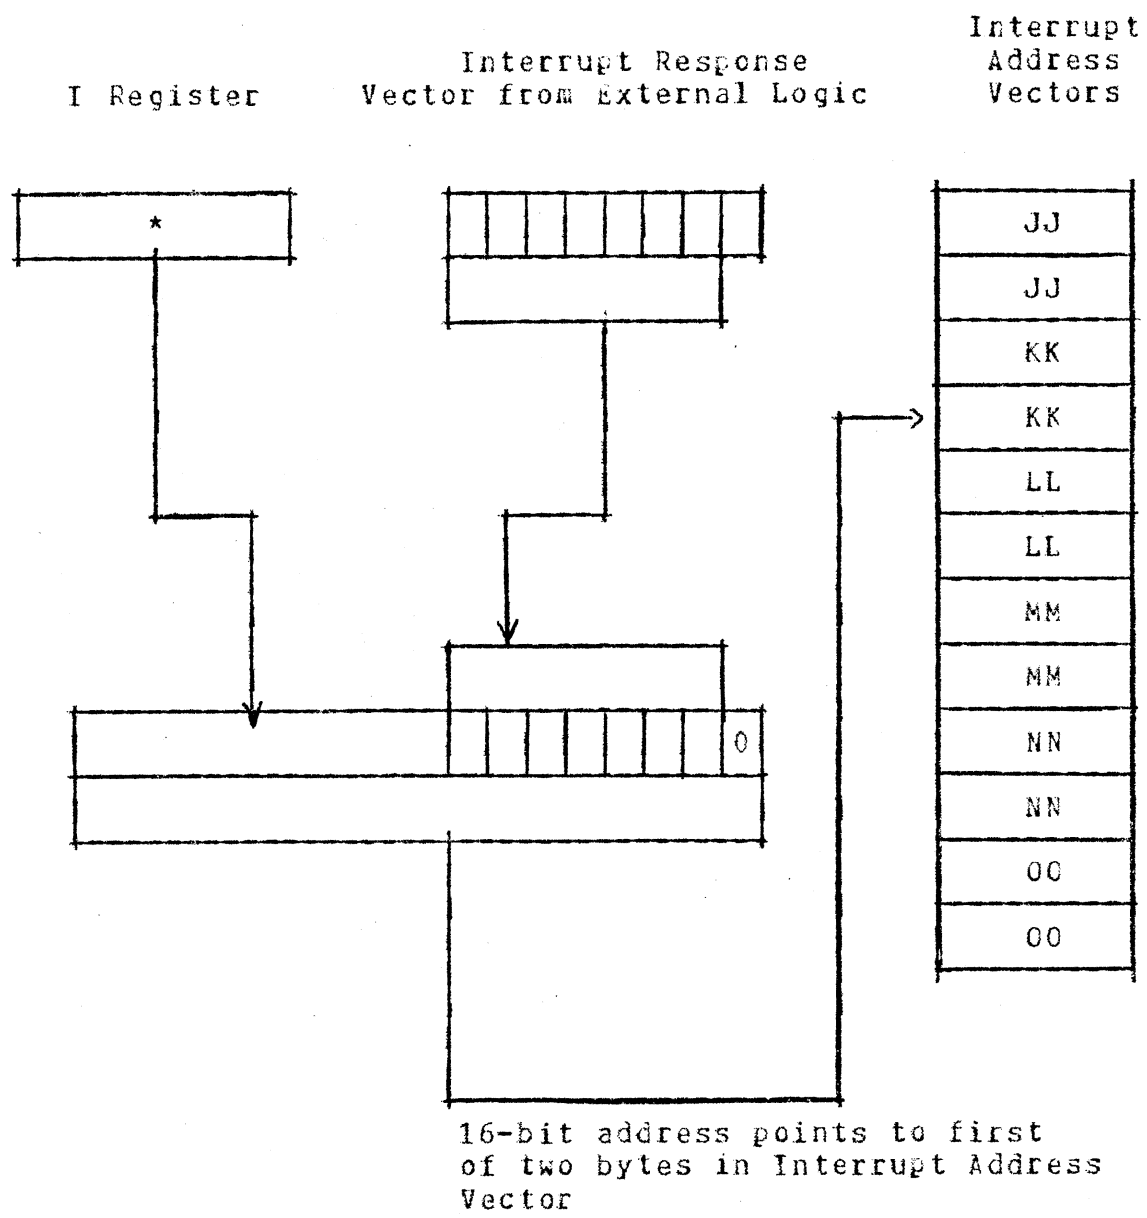 I Register
Interrupt Response
Vector from External Logic
Interrupt
Address
Vectors
*
JJ
JJ
KK
KK
LL
LL
MM
MM
NN
NN
OO
OO
0
16-bit address points to first
of two bytes in Interrupt Address
Vector